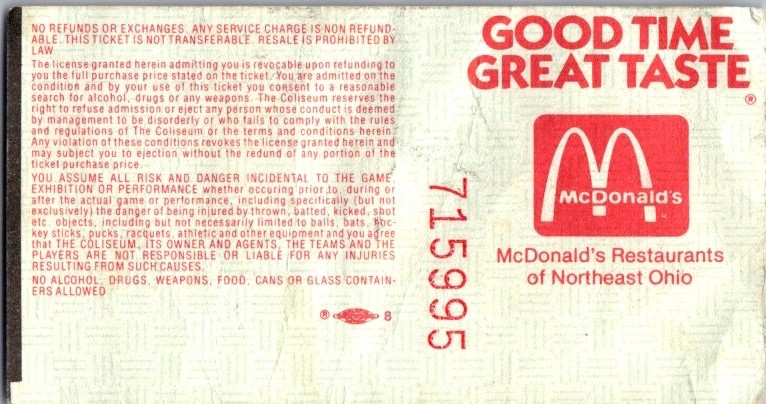 NO REFUNDS OR EXCHANGES. ANY SERVICE CHARGE IS NON REFUND-
ABLE. THIS TICKET IS NOT TRANSFERABLE. RESALE IS PROHIBITED BY
LAW.
The license granted herein admitting you is revocable upon refunding to
you the full purchase price stated on the ticket. You are admitted on the
condition and by your use of this ticket you consent to a reasonable
search for alcohol, drugs or any weapons. The Coliseum reserves the
right to refuse admission or eject any person whose conduct is deemed
by management to be disorderly or who fails to comply with the rules
and regulations of The Coliseum or the terms and conditions herein.
Any violation of these conditions revokes the license granted herein and
may subject you to ejection without the redund of any portion of the
ticket purchase price.
YOU ASSUME ALL RISK AND DANGER INCIDENTAL TO THE GAME,
EXHIBITION OR PERFORMANCE whether occuring prior to, during or
after the actual game or performance, including specifically (but not
exclusively) the danger of being injured by thrown, batted, kicked, shot
etc. objects, including but not necessarily limited to balls, bats, hoc-
key sticks, pucks, racquets, athletic and other equipment and you agree
that THE COLISEUM, ITS OWNER AND AGENTS, THE TEAMS AND THE
PLAYERS ARE NOT RESPONSIBLE OR LIABLE FOR ANY INJURIES
RESULTING FROM SUCH CAUSES.
NO ALCOHOL, DRUGS, WEAPONS, FOOD, CANS OR GLASS CONTAIN-
ERS ALLOWED
® 8
715995
GOOD TIME
GREAT TASTE
®
McDonald's
®
McDonald's Restaurants
of Northeast Ohio